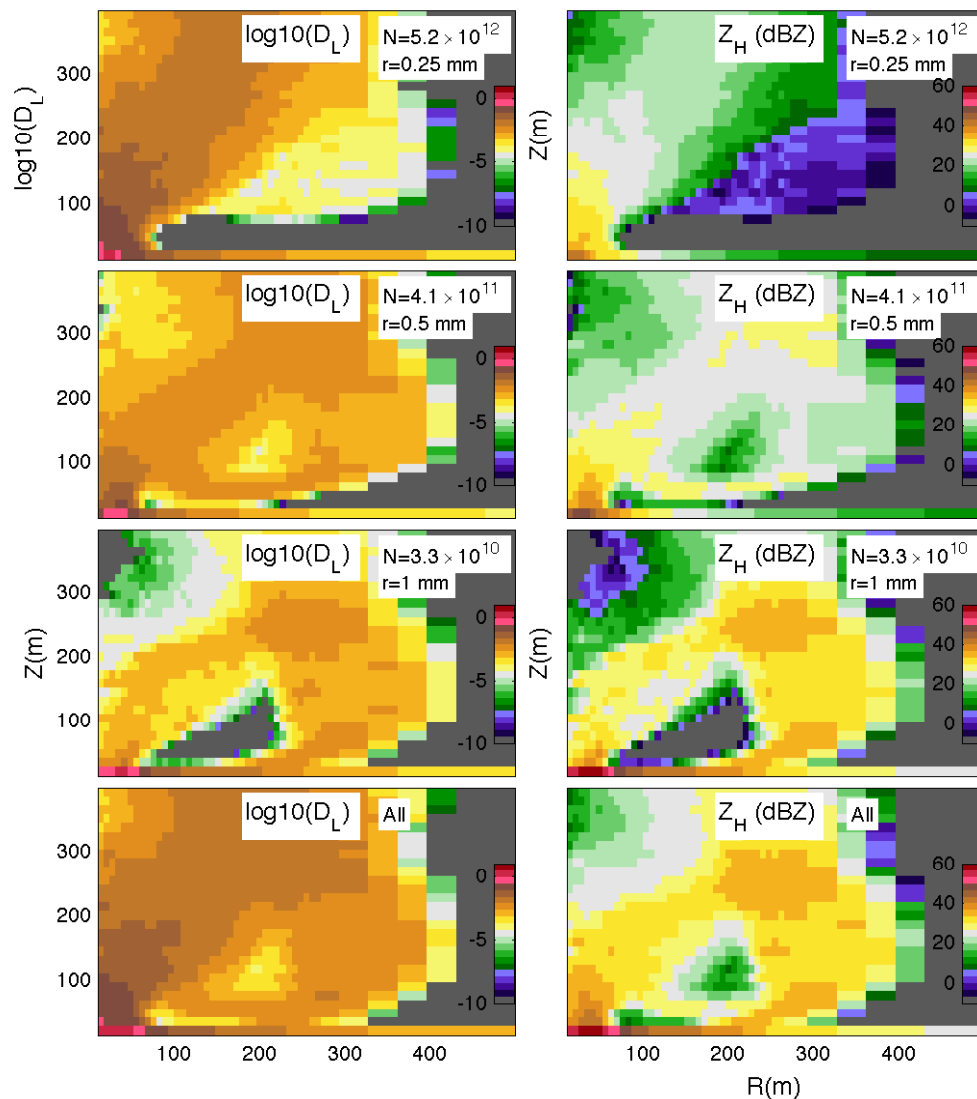 log10(D_L) N=5.2 × 10^12 r=0.25 mm
300
200
100
log10(D_L)
0
-5
-10
Z_H (dBZ) N=5.2 × 10^12 r=0.25 mm
Z(m)
60
40
20
0
log10(D_L) N=4.1 × 10^11 r=0.5 mm
300
200
100
0
-5
-10
Z_H (dBZ) N=4.1 × 10^11 r=0.5 mm
60
40
20
0
log10(D_L) N=3.3 × 10^10 r=1 mm
300
200
100
Z(m)
0
-5
-10
Z_H (dBZ) N=3.3 × 10^10 r=1 mm
60
40
20
0
log10(D_L) All
300
200
100
0
-5
-10
100 200 300 400
Z_H (dBZ) All
60
40
20
0
100 200 300 400
R(m)